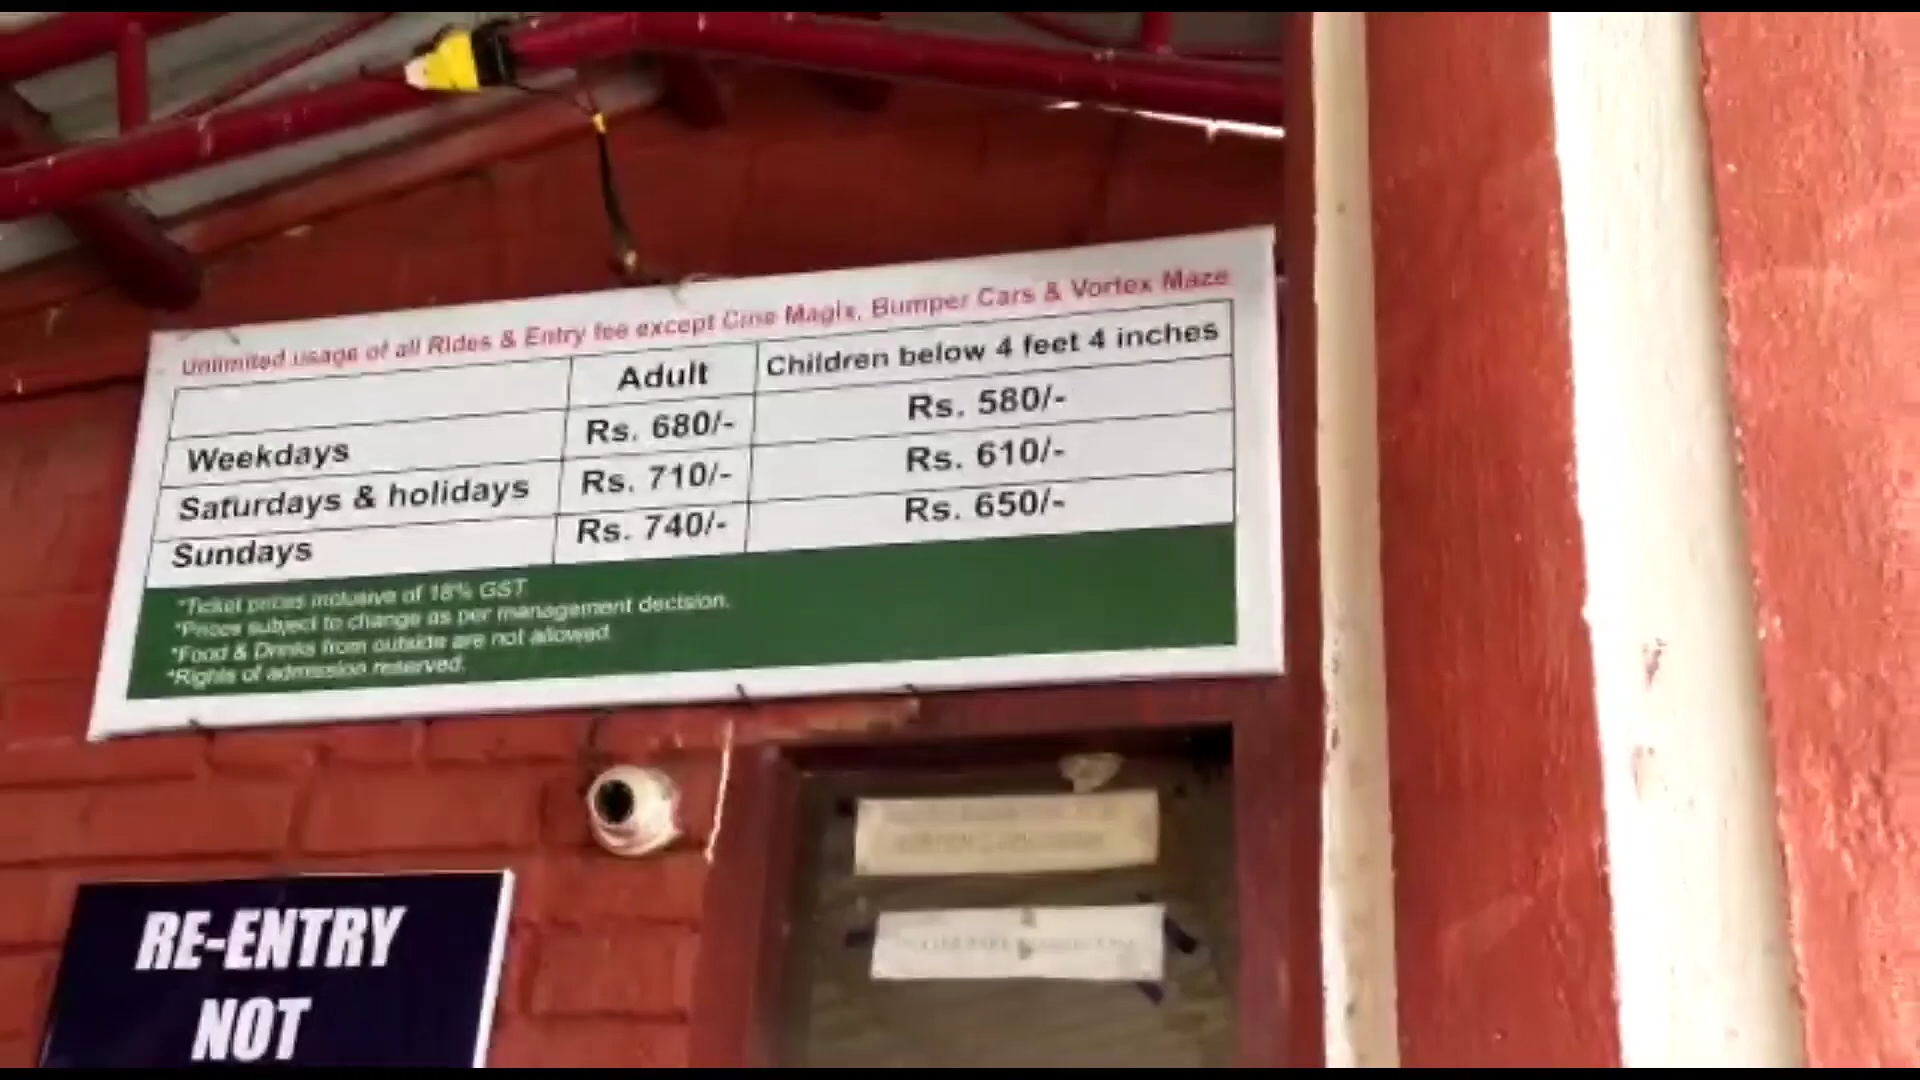 Unlimited usage of all Rides & Entry fee except Cine Magix, Bumper Cars & Vortex Maze
Adult Children below 4 feet 4 inches
Weekdays Rs. 680/- Rs. 580/-
Saturdays & holidays Rs. 710/- Rs. 610/-
Sundays Rs. 740/- Rs. 650/-
*Ticket prices inclusive of 18% GST.
*Prices subject to change as per management decision.
*Food & Drinks from outside are not allowed.
*Rights of admission reserved.
RE-ENTRY
NOT